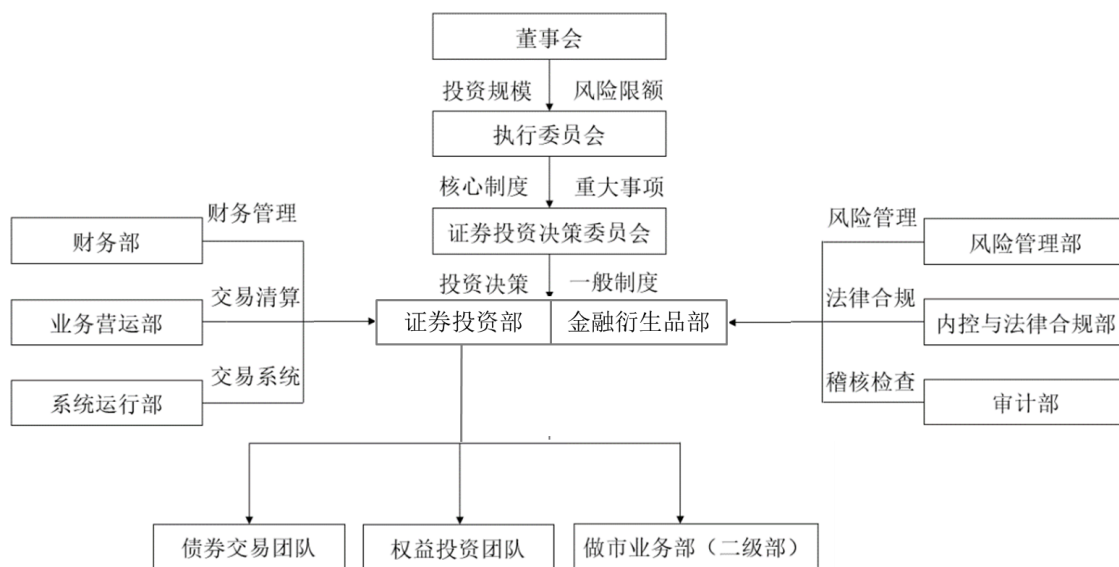 董事会
投资规模 风险限额
执行委员会
核心制度 重大事项
财务管理
证券投资决策委员会
风险管理
财务部
风险管理部
投资决策 一般制度
交易清算
法律合规
业务营运部
证券投资部 金融衍生品部
内控与法律合规部
交易系统
稽核检查
系统运行部
审计部
债券交易团队 权益投资团队 做市业务部（二级部）